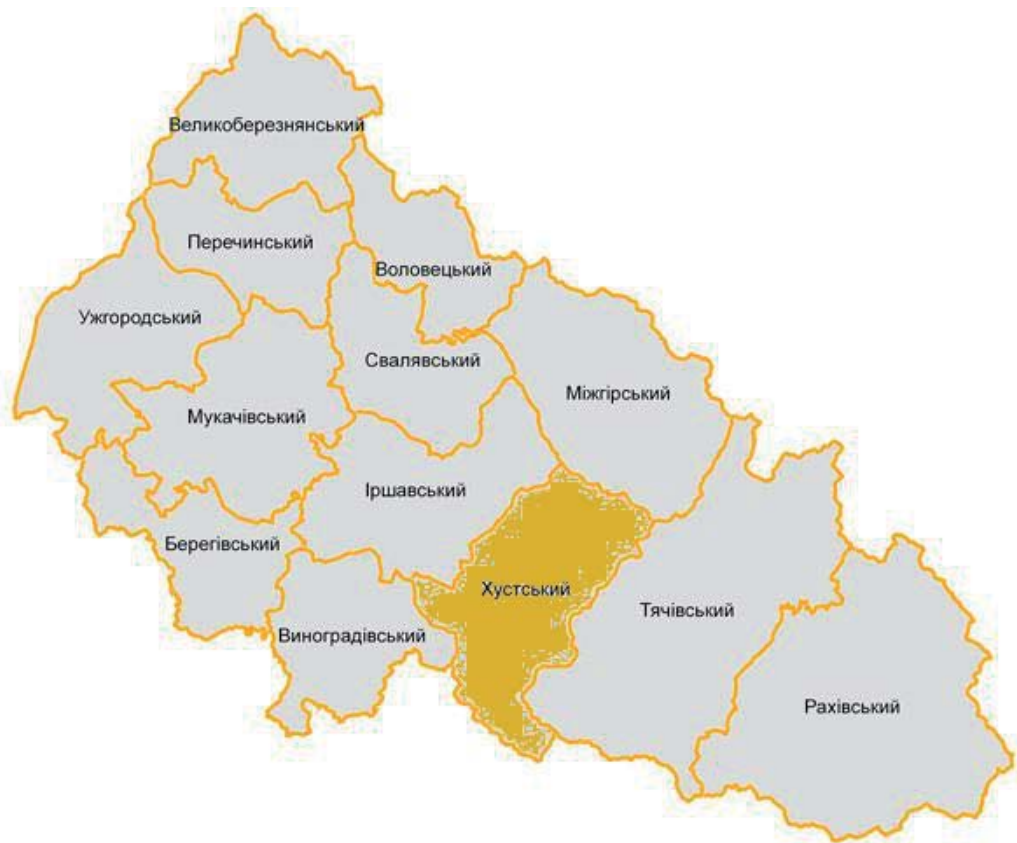 Великоберезнянський
Перечинський
Воловецький
Ужгородський
Свалявський
Міжгірський
Мукачівський
Іршавський
Берегівський
Хустський
Тячівський
Виноградівський
Рахівський